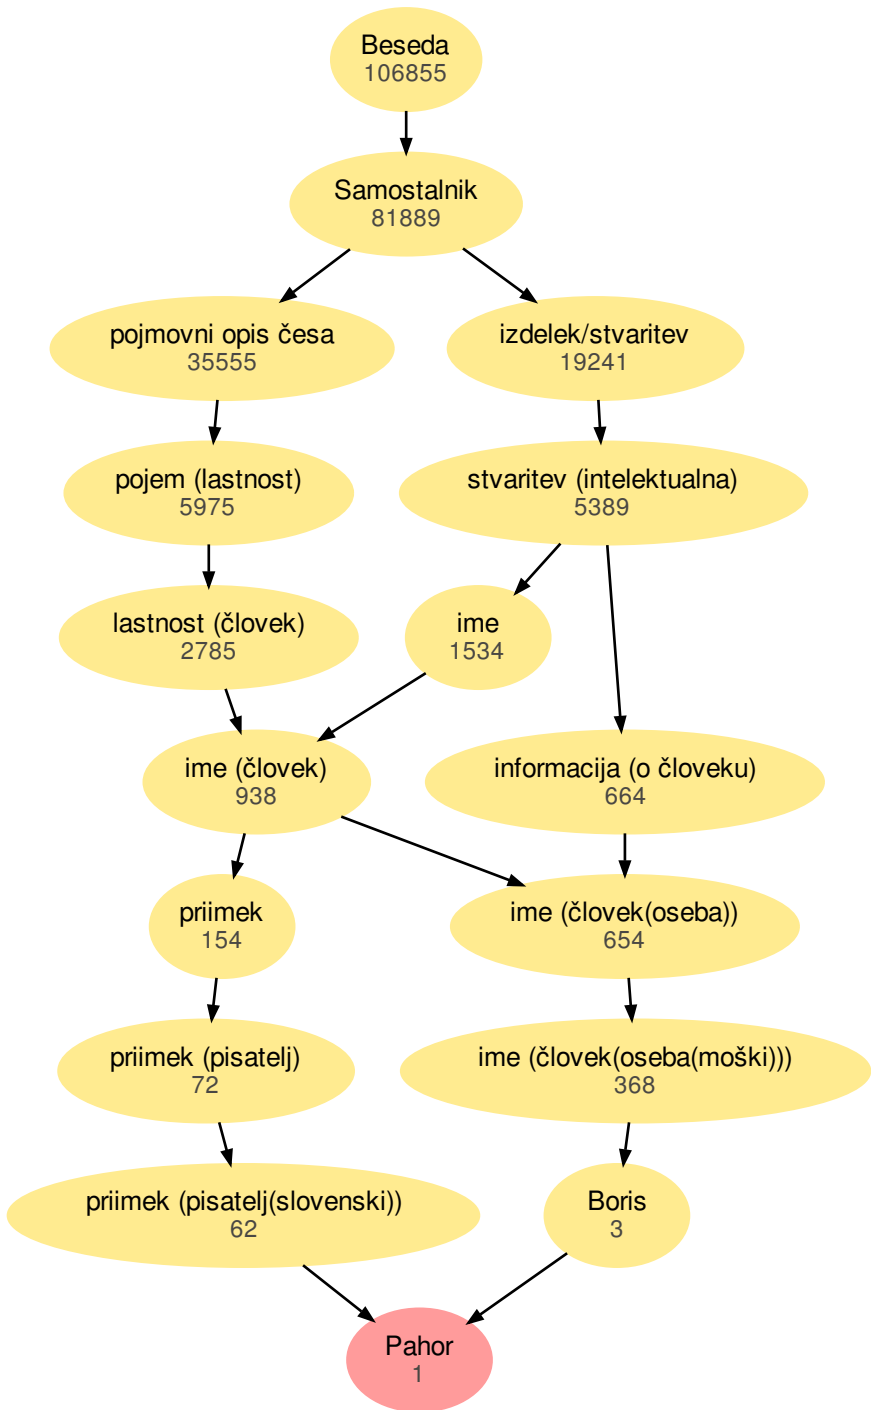 Beseda
106855
Samostalnik
81889
pojmovni opis česa
35555
izdelek/stvaritev
19241
pojem (lastnost)
5975
stvaritev (intelektualna)
5389
lastnost (človek)
2785
ime
1534
ime (človek)
938
informacija (o človeku)
664
priimek
154
ime (človek(oseba))
654
priimek (pisatelj)
72
ime (človek(oseba(moški)))
368
priimek (pisatelj(slovenski))
62
Boris
3
Pahor
1